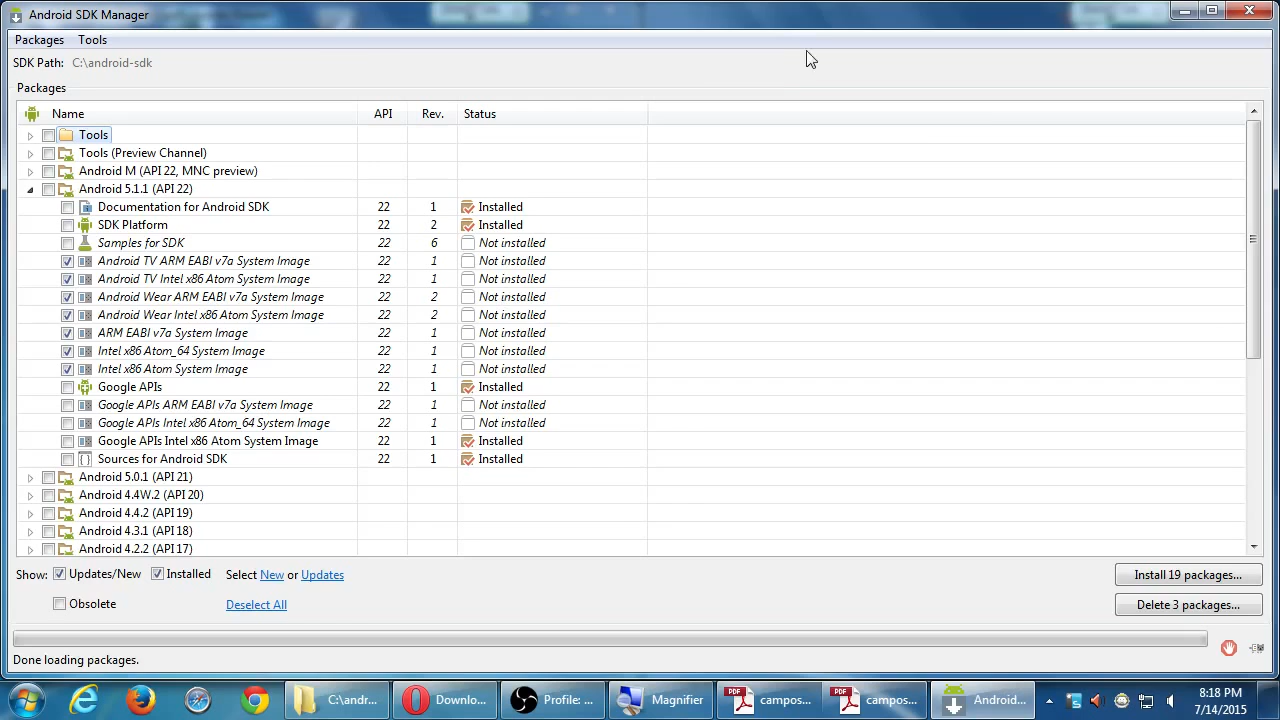 Android SDK Manager
Packages Tools
SDK Path: C:\android-sdk
Packages
Name API Rev. Status
Tools
Tools (Preview Channel)
Android M (API 22, MNC preview)
Android 5.1.1 (API 22)
Documentation for Android SDK 22 1 Installed
SDK Platform 22 2 Installed
Samples for SDK 22 6 Not installed
Android TV ARM EABI v7a System Image 22 1 Not installed
Android TV Intel x86 Atom System Image 22 1 Not installed
Android Wear ARM EABI v7a System Image 22 2 Not installed
Android Wear Intel x86 Atom System Image 22 2 Not installed
ARM EABI v7a System Image 22 1 Not installed
Intel x86 Atom_64 System Image 22 1 Not installed
Intel x86 Atom System Image 22 1 Not installed
Google APIs 22 1 Installed
Google APIs ARM EABI v7a System Image 22 1 Not installed
Google APIs Intel x86 Atom_64 System Image 22 1 Not installed
Google APIs Intel x86 Atom System Image 22 1 Installed
Sources for Android SDK 22 1 Installed
Android 5.0.1 (API 21)
Android 4.4W.2 (API 20)
Android 4.4.2 (API 19)
Android 4.3.1 (API 18)
Android 4.2.2 (API 17)
Show: Updates/New Installed Select New or Updates Install 19 packages...
Obsolete Deselect All Delete 3 packages...
Done loading packages.
C:\andr... Downlo... Profile: ... Magnifier PDF campos... PDF campos... Android... 8:18 PM
7/14/2015